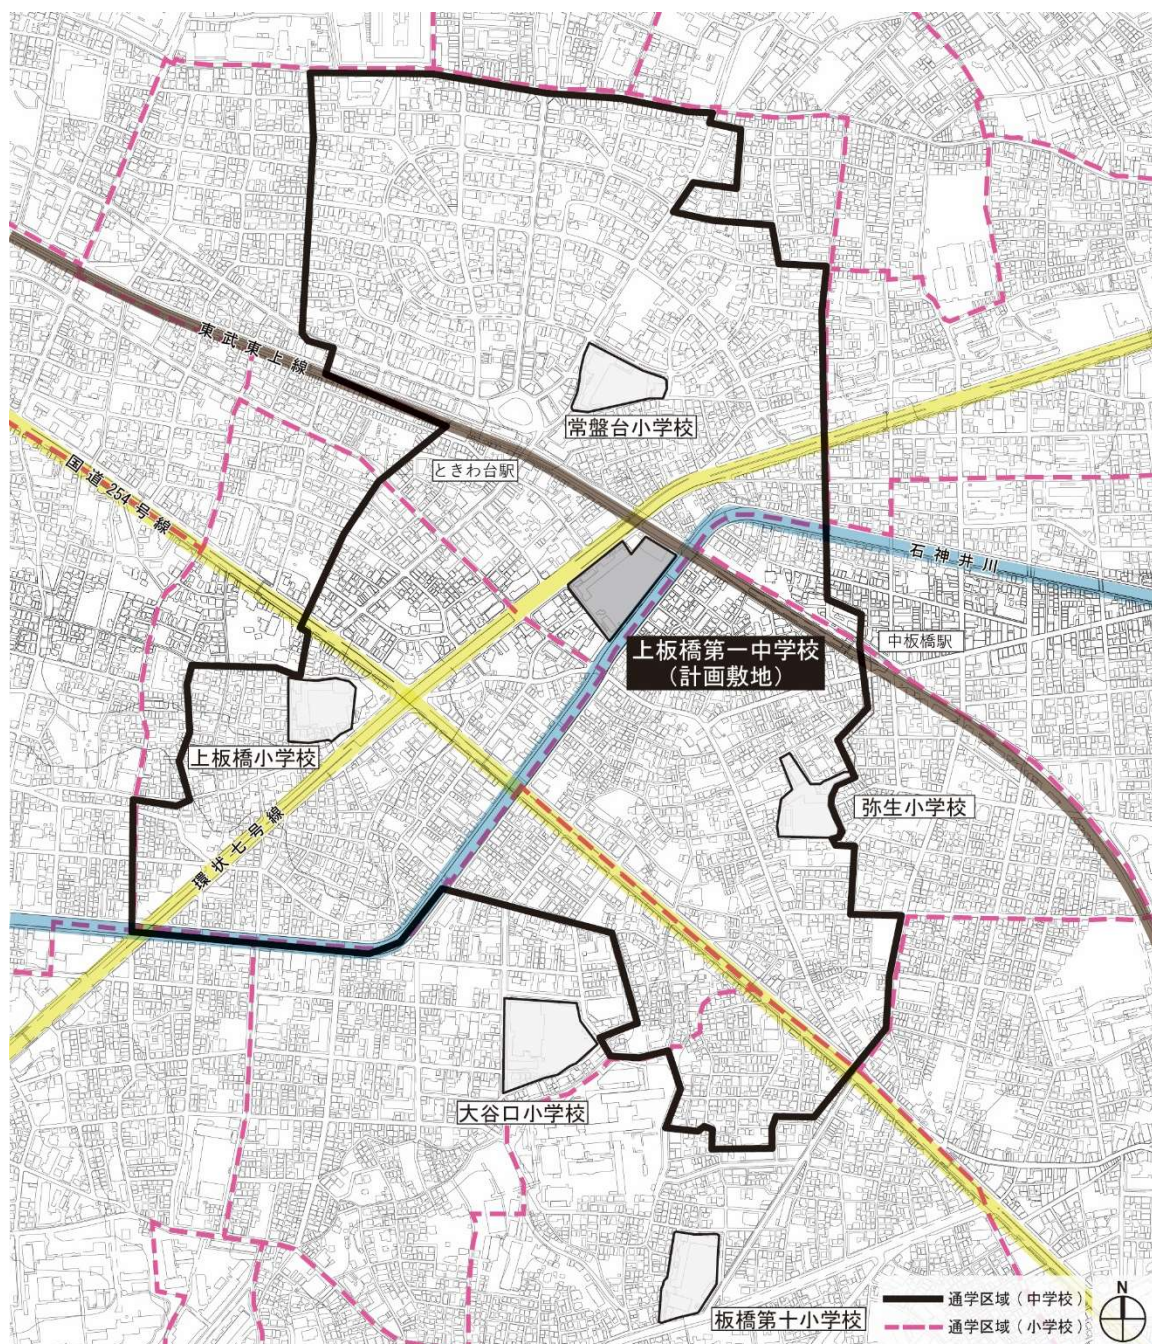 東武東上線
常盤台小学校
ときわ台駅
国道254号線
石神井川
中板橋駅
上板橋第一中学校
（計画敷地）
上板橋小学校
弥生小学校
環状七号線
大谷口小学校
板橋第十小学校
N
通学区域（中学校）
通学区域（小学校）